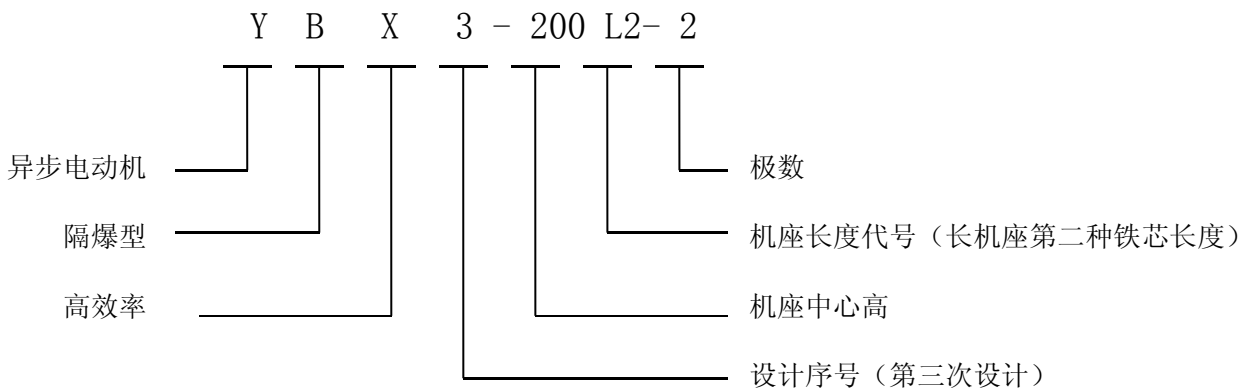 Y B X 3 - 200 L2- 2
异步电动机
极数
隔爆型
机座长度代号（长机座第二种铁芯长度）
高效率
机座中心高
设计序号（第三次设计）